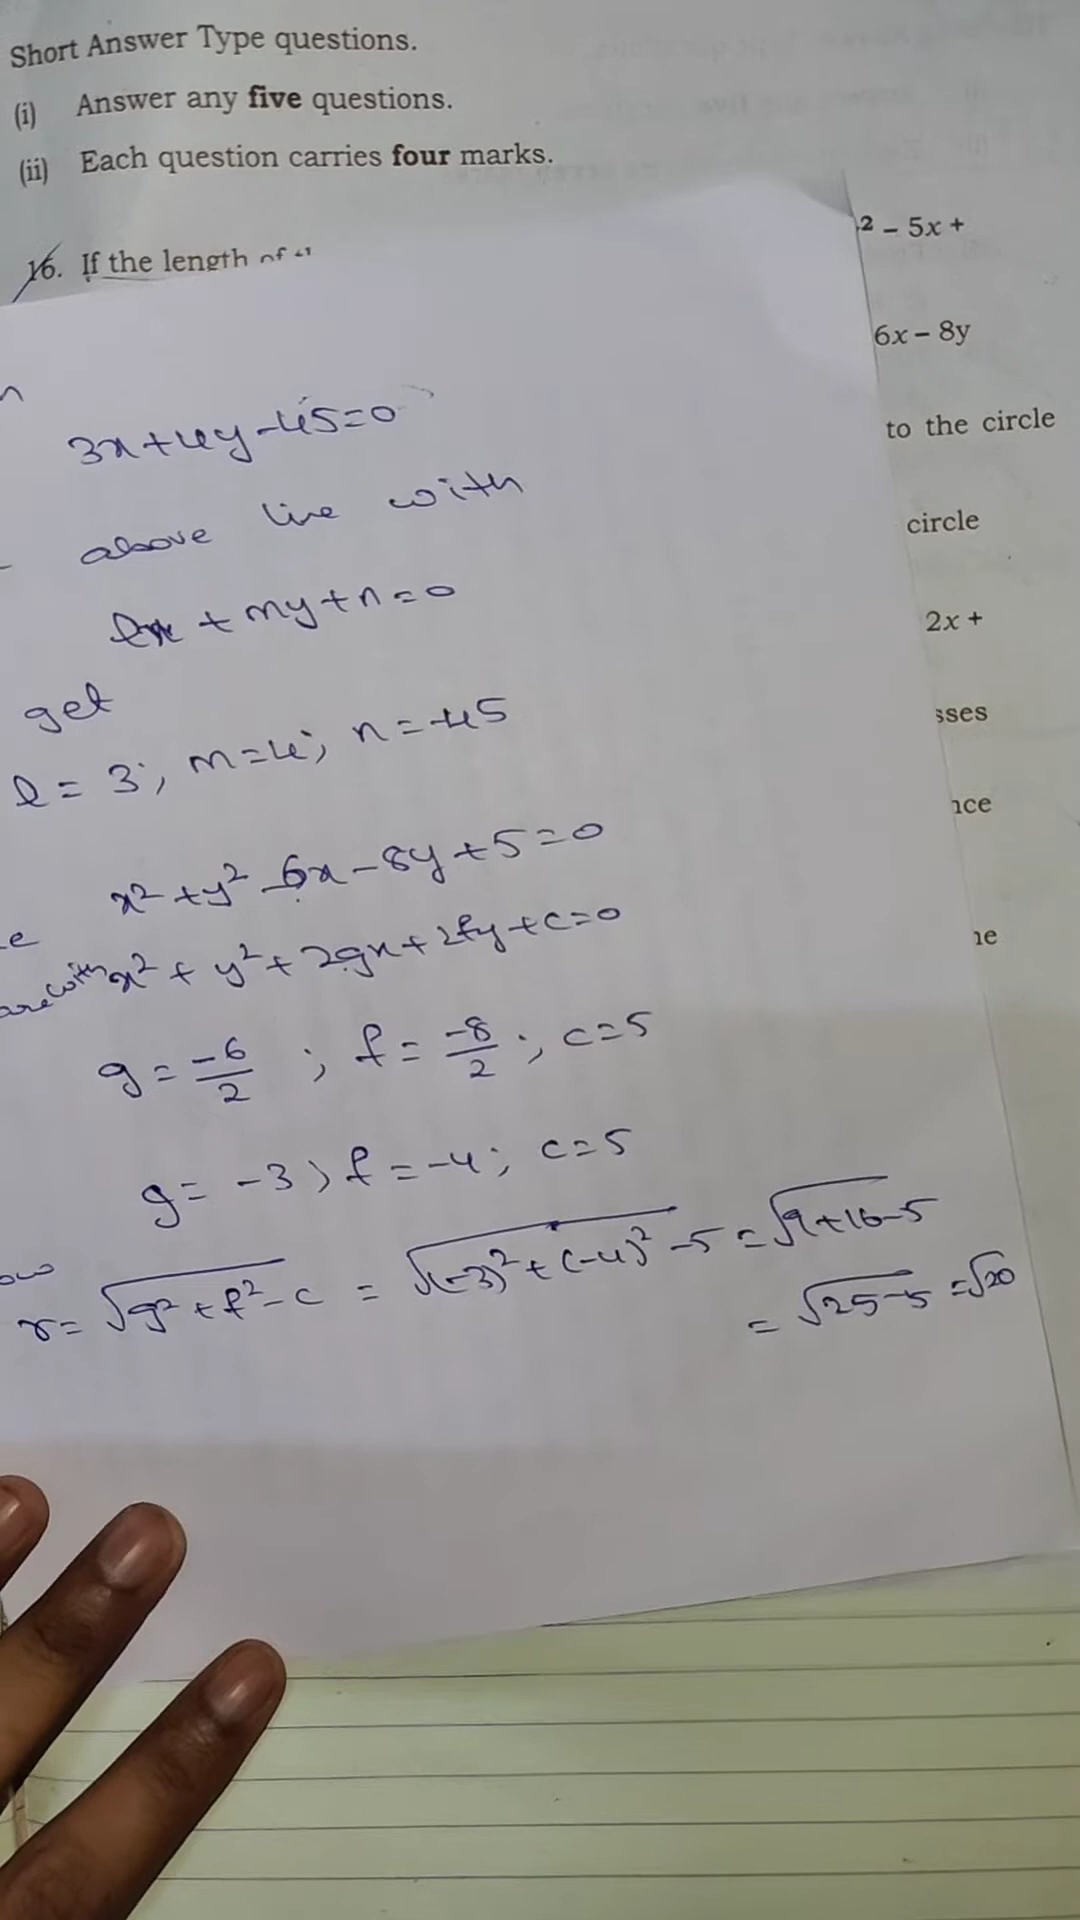 Short Answer Type questions.
(i) Answer any five questions.
(ii) Each question carries four marks.
² – 5x +
16. If the length of
6x – 8y
to the circle
circle
2x +
3x+4y-45=0
above line with
lx + my+n=0
get
l = 3; m=4; n=-45
x²+y²-6x-8y+5=0
with x²+y²+2gx+2fy+c=0
g = -6/2 ; f = -8/2 ; c=5
g = -3; f = -4; c=5
r = √g²+f²-c = √(-3)²+(-4)²-5 = √9+16-5
= √25-5 = √20